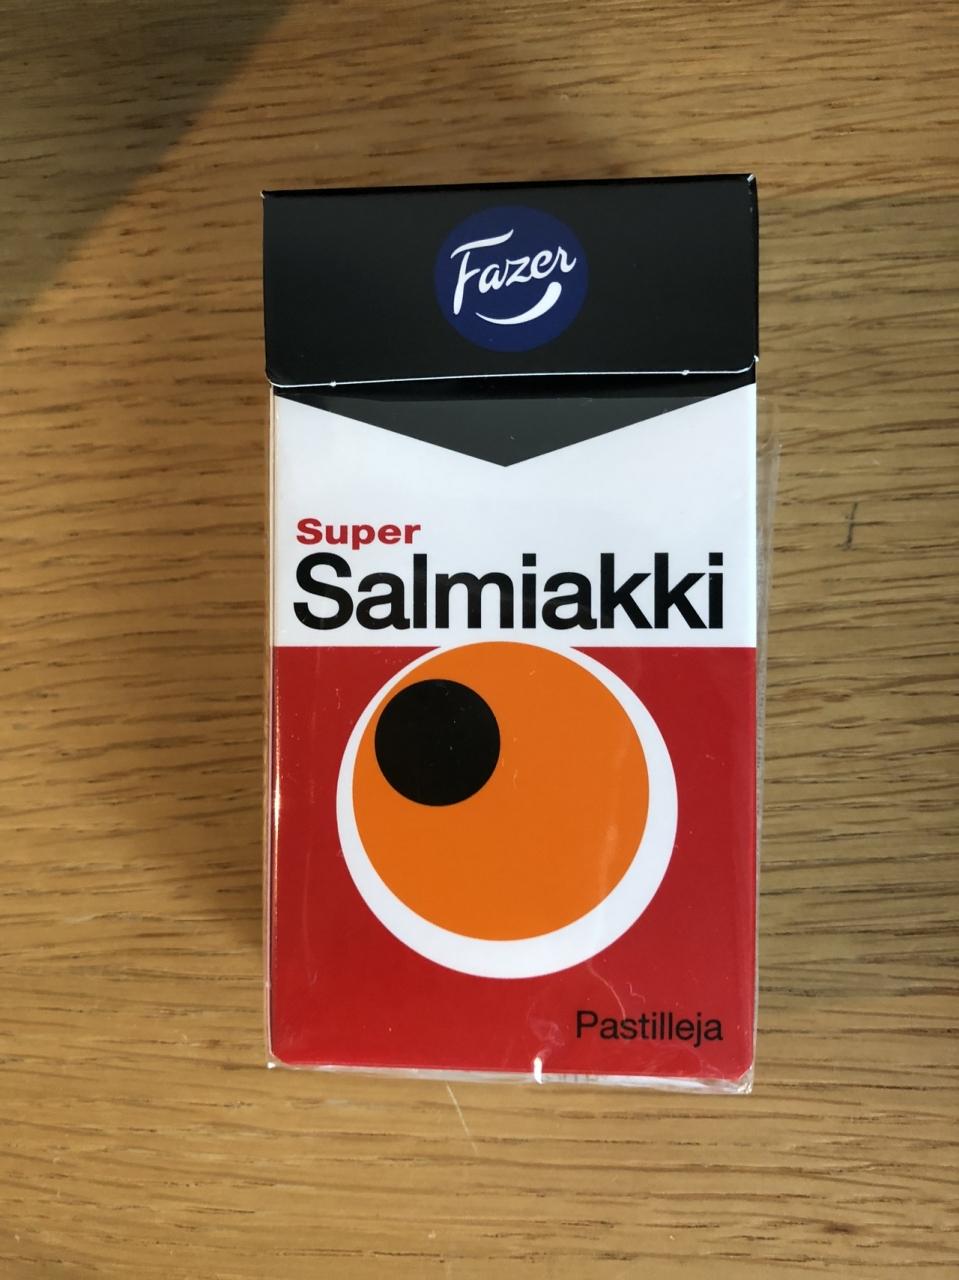 Fazer
Super
Salmiakki
Pastilleja